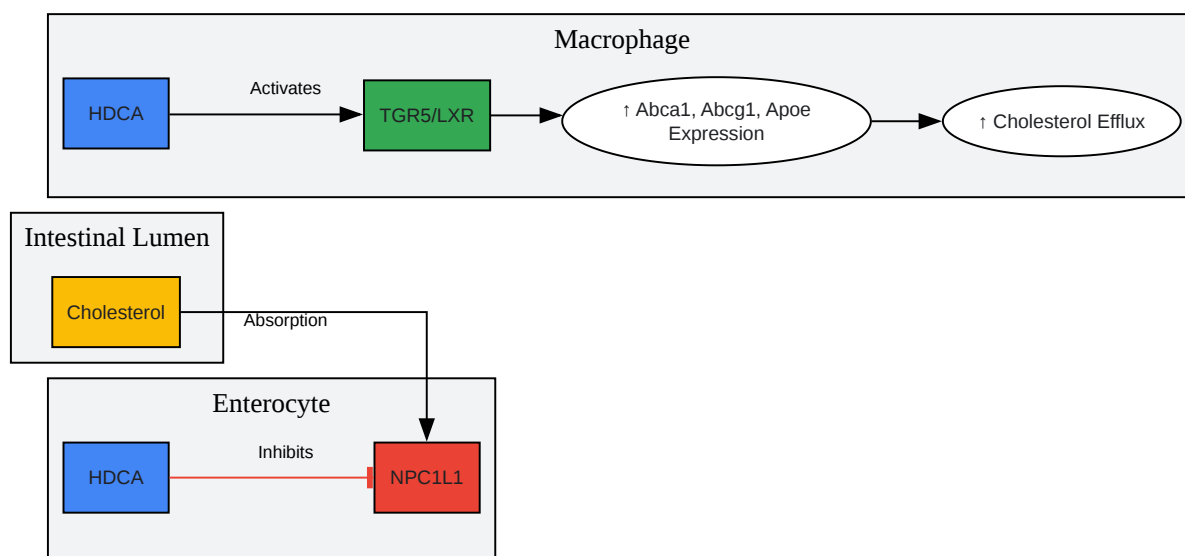 Macrophage
HDCA
Activates
TGR5/LXR
↑ Abca1, Abcg1, Apoe
Expression
↑ Cholesterol Efflux
Intestinal Lumen
Cholesterol
Absorption
Enterocyte
HDCA
Inhibits
NPC1L1